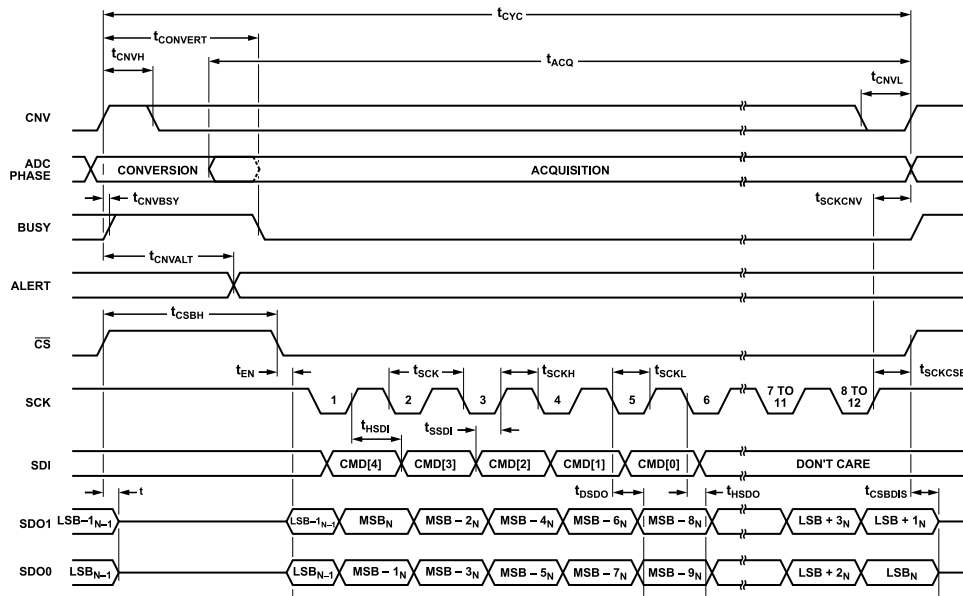 tCYC
tCONVERT
tCNVH
tACQ
tCNVL
CNV
ADC
PHASE
CONVERSION
ACQUISITION
tCNVBSY
tSCKCNV
BUSY
tCNVALT
ALERT
tCSBH
CS
tEN
tSCK
tSCKH
tSCKL
tSCKCSB
SCK
1
2
3
4
5
6
7 TO
11
8 TO
12
tHSDI
tSSDI
SDI
CMD[4]
CMD[3]
CMD[2]
CMD[1]
CMD[0]
DON'T CARE
t
tDSDO
tHSDO
tCSBDIS
SDO1
LSB–1N–1
LSB–1N–1
MSBN
MSB – 2N
MSB – 4N
MSB – 6N
MSB – 8N
LSB + 3N
LSB + 1N
SDO0
LSBN–1
LSBN–1
MSB – 1N
MSB – 3N
MSB – 5N
MSB – 7N
MSB – 9N
LSB + 2N
LSBN